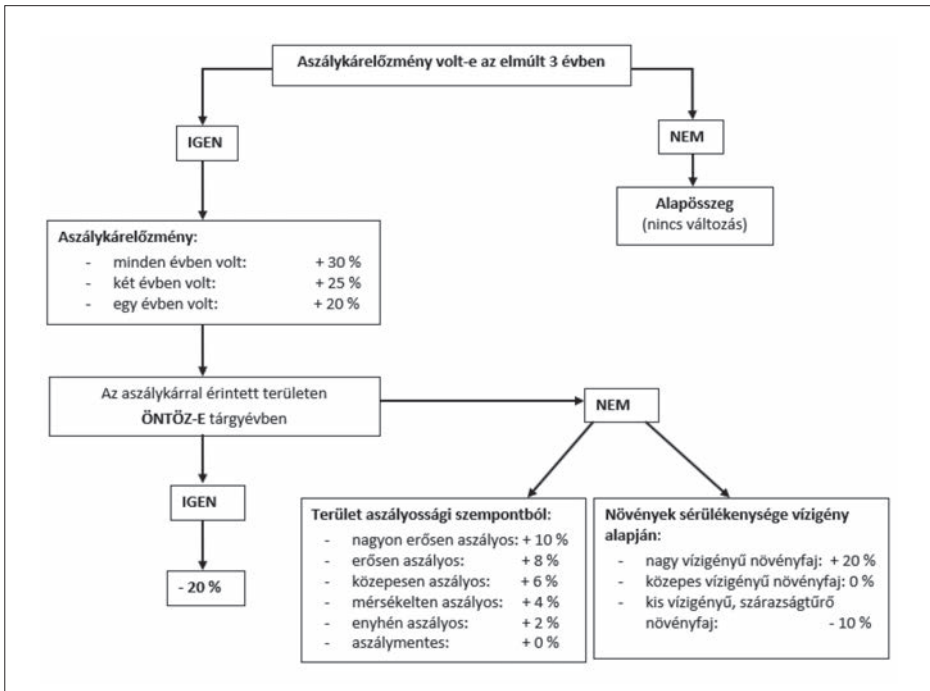 Aszálykárelőzmény volt-e az elmúlt 3 évben
IGEN
NEM
Alapösszeg
(nincs változás)
Aszálykárelőzmény:
- minden évben volt: + 30 %
- két évben volt: + 25 %
- egy évben volt: + 20 %
Az aszálykárral érintett területen
ÖNTÖZ-E tárgyévben
NEM
IGEN
- 20 %
Terület aszályossági szempontból:
- nagyon erősen aszályos: + 10 %
- erősen aszályos: + 8 %
- közepesen aszályos: + 6 %
- mérsékelten aszályos: + 4 %
- enyhén aszályos: + 2 %
- aszálymentes: + 0 %
Növények sérülékenysége vízigény
alapján:
- nagy vízigényű növényfaj: + 20 %
- közepes vízigényű növényfaj: 0 %
- kis vízigényű, szárazságtűrő
növényfaj: - 10 %